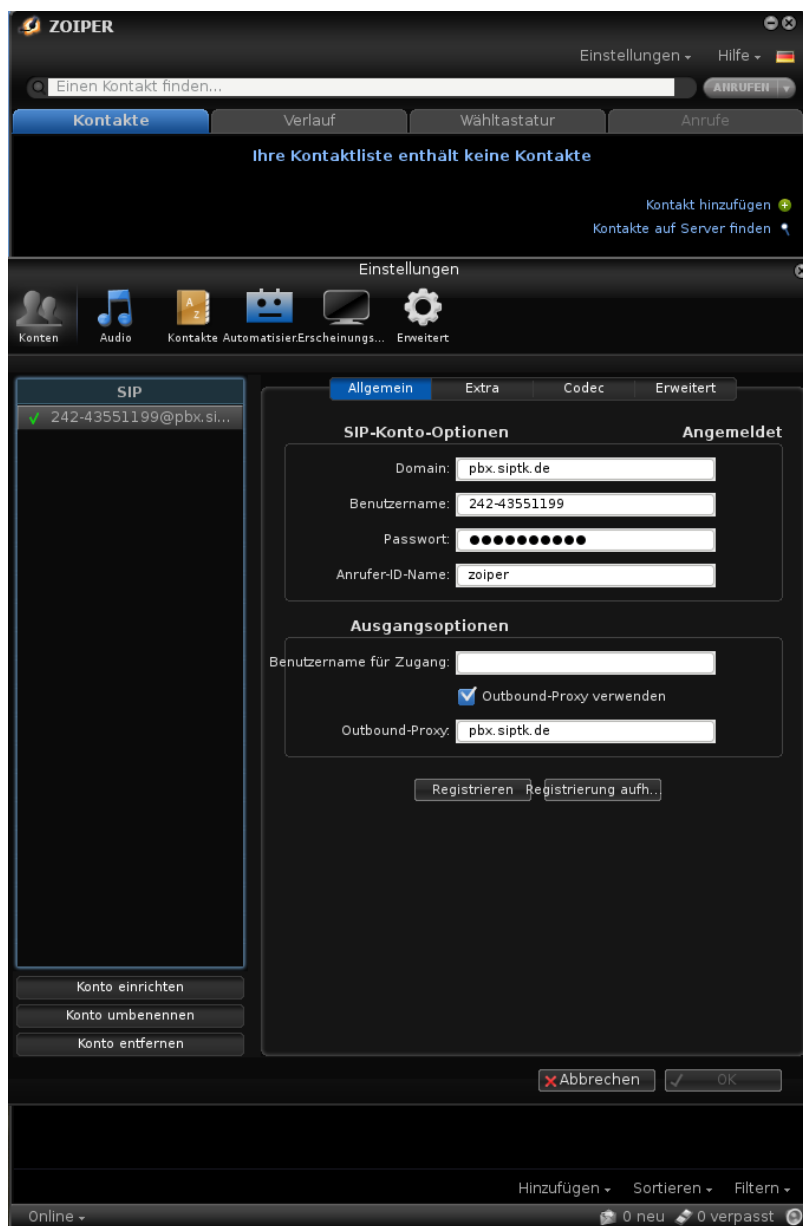 ZOIPER
Einstellungen Hilfe
Einen Kontakt finden...
ANRUFEN
Kontakte Verlauf Wähltastatur Anrufe
Ihre Kontaktliste enthält keine Kontakte
Kontakt hinzufügen
Kontakte auf Server finden
Einstellungen
A
Z
Konten Audio Kontakte Automatisier.Erscheinungs... Erweitert
SIP
242-43551199@pbx.si...
Allgemein Extra Codec Erweitert
SIP-Konto-Optionen Angemeldet
Domain: pbx.siptk.de
Benutzername: 242-43551199
Passwort: ●●●●●●●●●●
Anrufer-ID-Name: zoiper
Ausgangsoptionen
Benutzername für Zugang:
Outbound-Proxy verwenden
Outbound-Proxy: pbx.siptk.de
Registrieren Registrierung aufh...
Konto einrichten
Konto umbenennen
Konto entfernen
Abbrechen OK
Hinzufügen Sortieren Filtern
Online 0 neu 0 verpasst